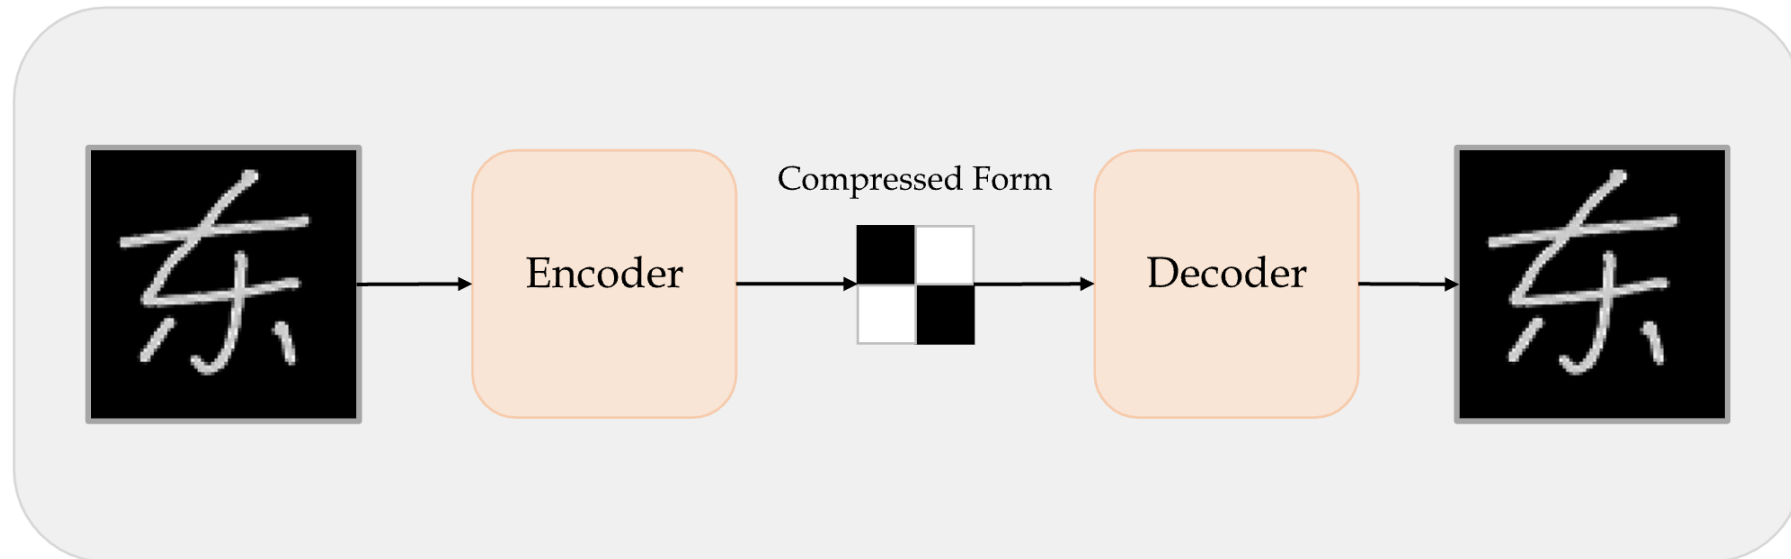 东
Encoder
Compressed Form
Decoder
东